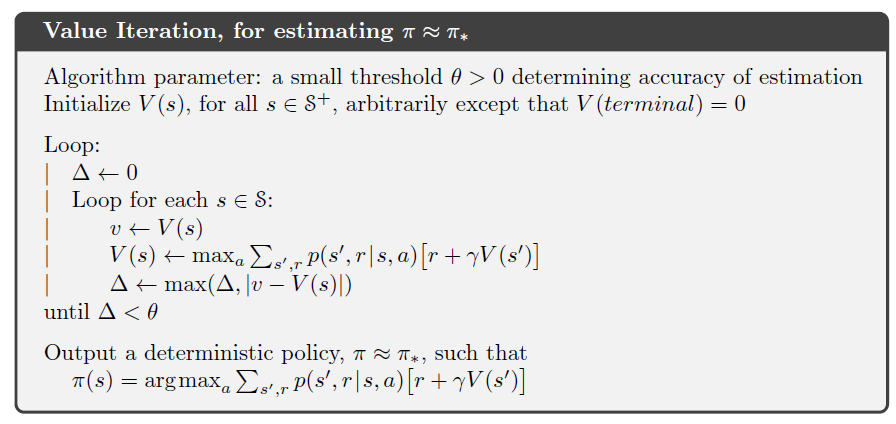 Value Iteration, for estimating π ≈ π∗
Algorithm parameter: a small threshold θ > 0 determining accuracy of estimation
Initialize V(s), for all s ∈ 𝒮⁺, arbitrarily except that V(terminal) = 0
Loop:
| Δ ← 0
| Loop for each s ∈ 𝒮:
| v ← V(s)
| V(s) ← maxₐ ∑ₛ′,ᵣ p(s′, r|s, a)[r + γV(s′)]
| Δ ← max(Δ, |v − V(s)|)
until Δ < θ
Output a deterministic policy, π ≈ π∗, such that
π(s) = argmaxₐ ∑ₛ′,ᵣ p(s′, r|s, a)[r + γV(s′)]